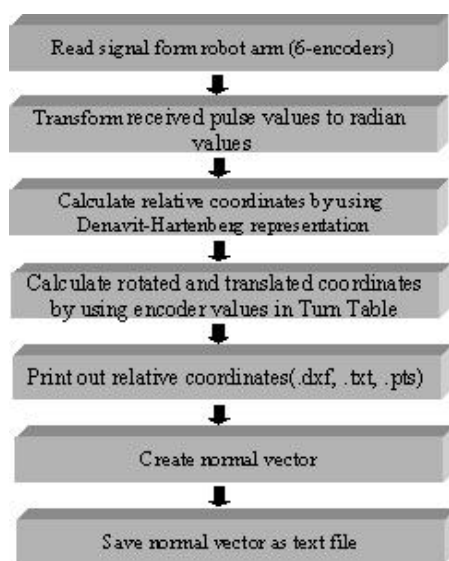 Read signal form robot arm (6-encoders)
Transform received pulse values to radian
values
Calculate relative coordinates by using
Denavit-Hartenberg representation
Calculate rotated and translated coordinates
by using encoder values in Turn Table
Print out relative coordinates(.dxf, .txt, .pts)
Create normal vector
Save normal vector as text file